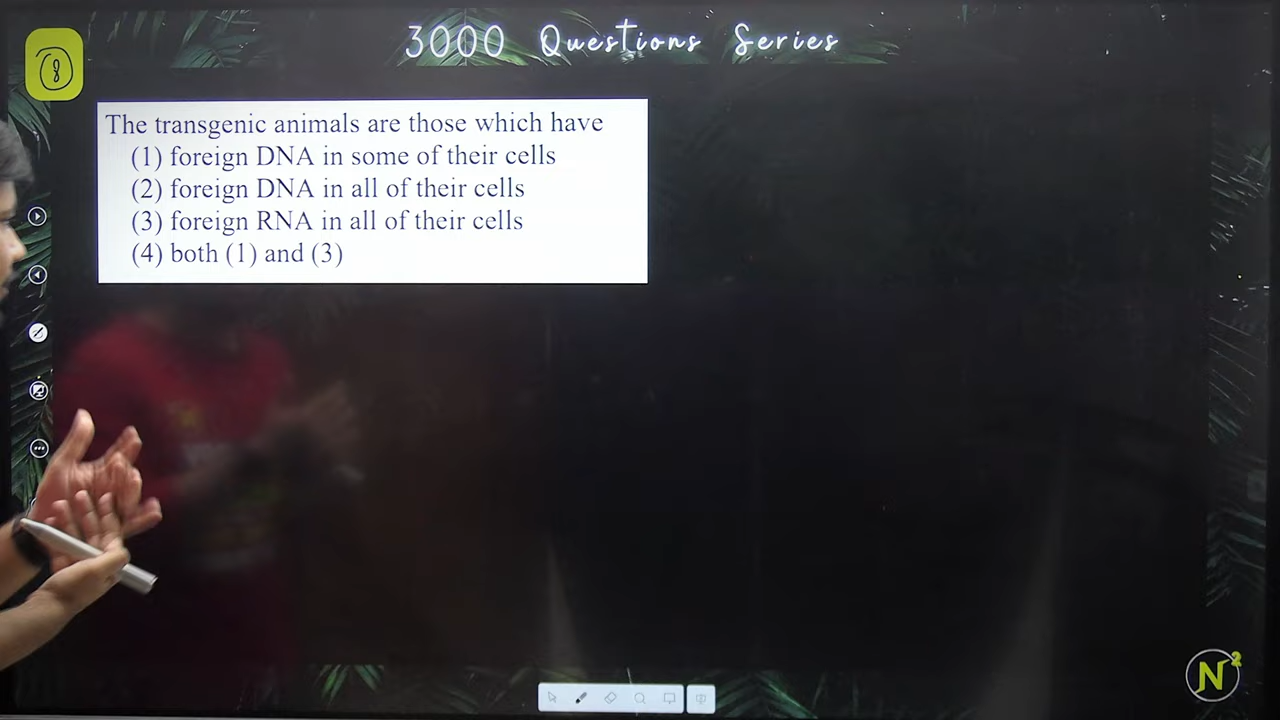 3000 Questions Series
8
The transgenic animals are those which have
(1) foreign DNA in some of their cells
(2) foreign DNA in all of their cells
(3) foreign RNA in all of their cells
(4) both (1) and (3)
N²